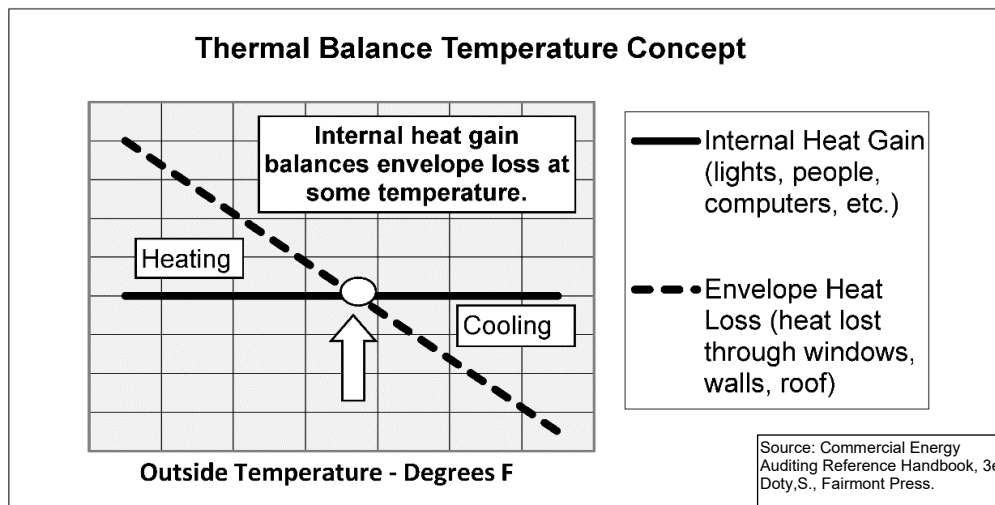 Thermal Balance Temperature Concept
Internal heat gain
balances envelope loss at
some temperature.
Heating
Cooling
Outside Temperature - Degrees F
Internal Heat Gain
(lights, people,
computers, etc.)
Envelope Heat
Loss (heat lost
through windows,
walls, roof)
Source: Commercial Energy
Auditing Reference Handbook, 3e
Doty,S., Fairmont Press.